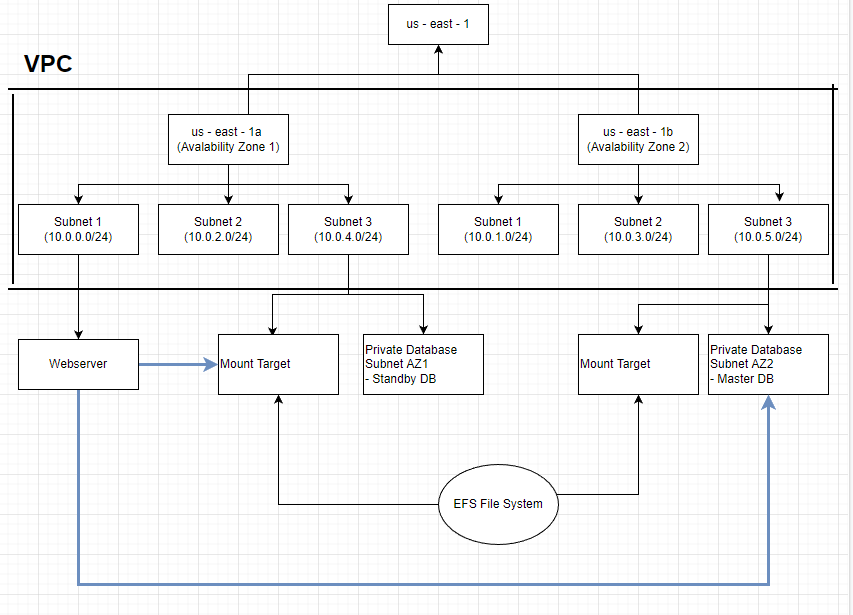 us - east - 1
VPC
us - east - 1a
(Avalability Zone 1)
us - east - 1b
(Avalability Zone 2)
Subnet 1
(10.0.0.0/24)
Subnet 2
(10.0.2.0/24)
Subnet 3
(10.0.4.0/24)
Subnet 1
(10.0.1.0/24)
Subnet 2
(10.0.3.0/24)
Subnet 3
(10.0.5.0/24)
Webserver
Mount Target
Private Database
Subnet AZ1
- Standby DB
Mount Target
Private Database
Subnet AZ2
- Master DB
EFS File System